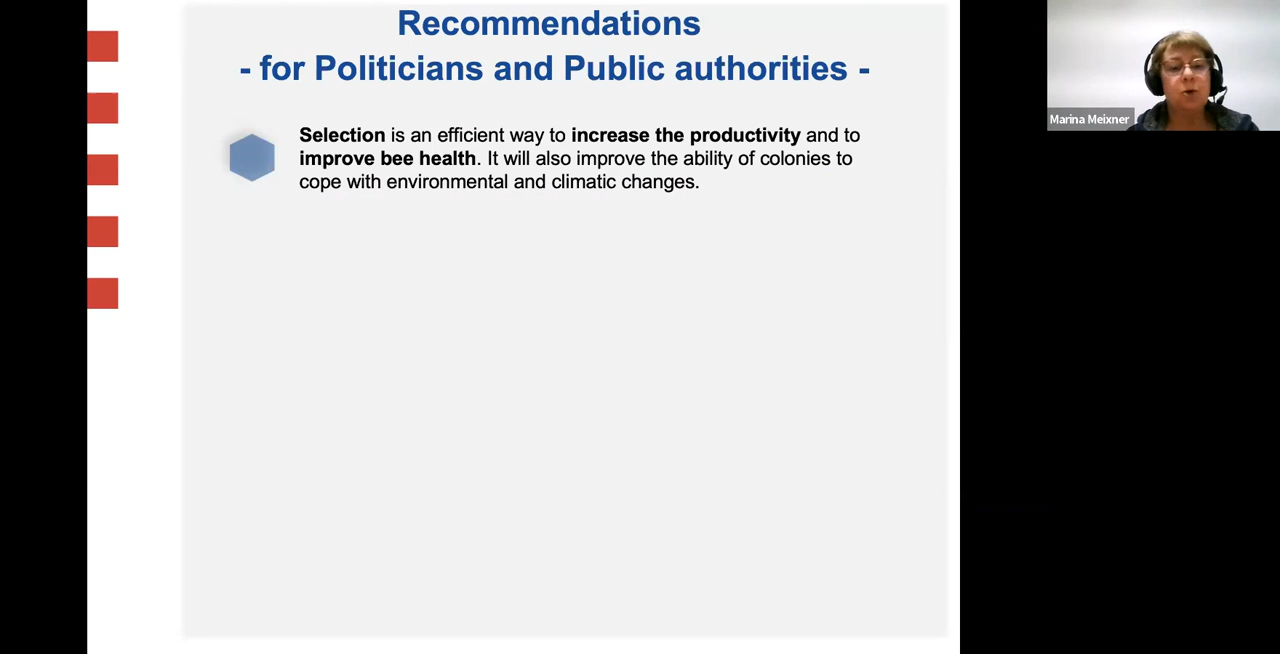 Recommendations
- for Politicians and Public authorities -
Selection is an efficient way to increase the productivity and to
improve bee health. It will also improve the ability of colonies to
cope with environmental and climatic changes.
Marina Meixner